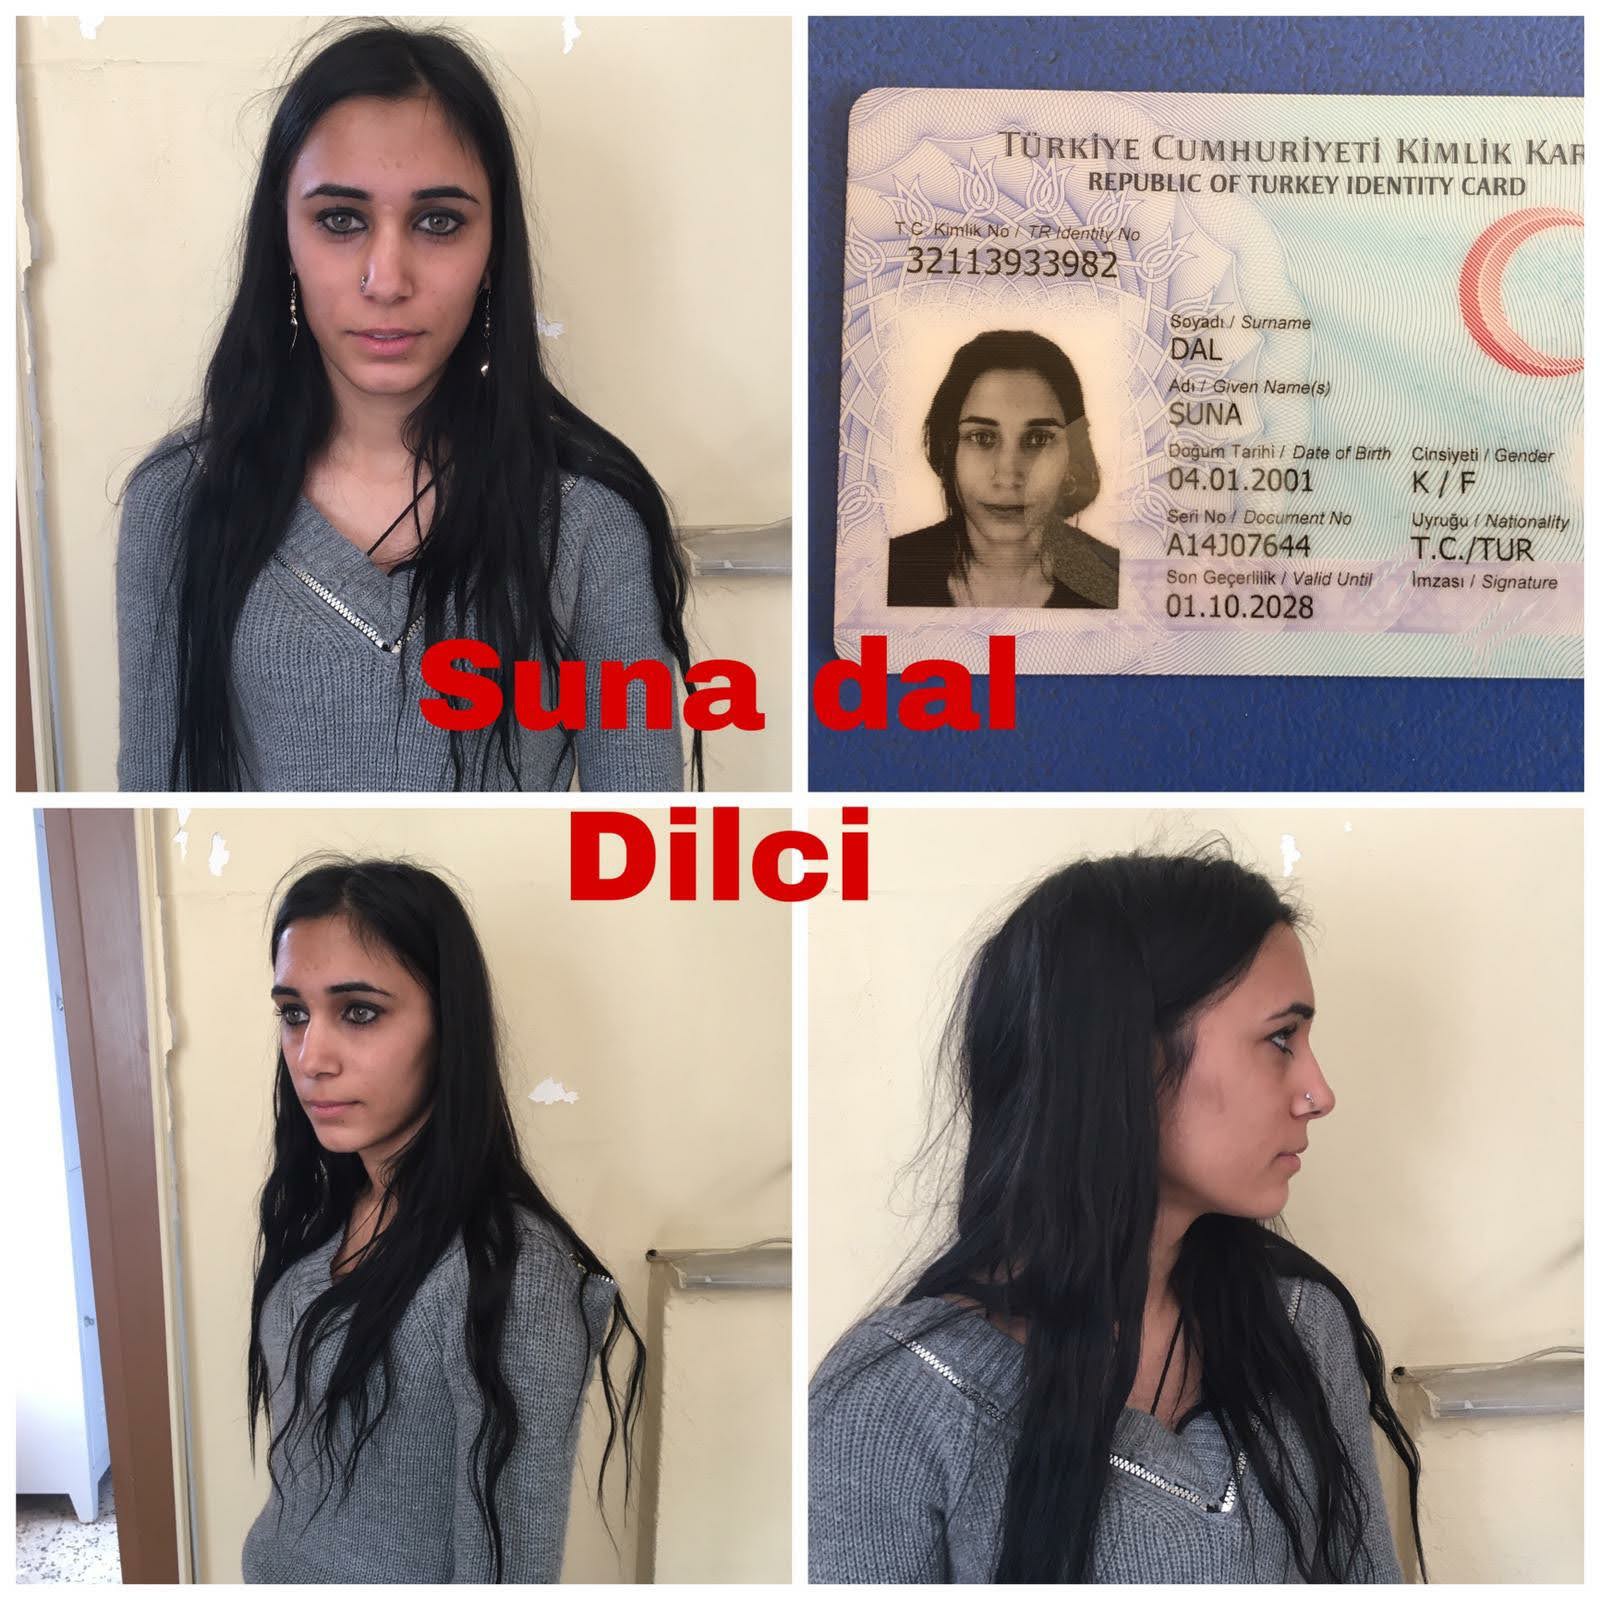 TÜRKİYE CUMHURİYETİ KİMLİK KAR
REPUBLIC OF TURKEY IDENTITY CARD
T.C. Kimlik No / TR Identity No
32113933982
Soyadı / Surname
DAL
Adı / Given Name(s)
SUNA
Doğum Tarihi / Date of Birth Cinsiyeti / Gender
04.01.2001 K / F
Seri No / Document No Uyruğu / Nationality
A14J07644 T.C./TUR
Son Geçerlilik / Valid Until İmzası / Signature
01.10.2028
Suna dal
Dilci